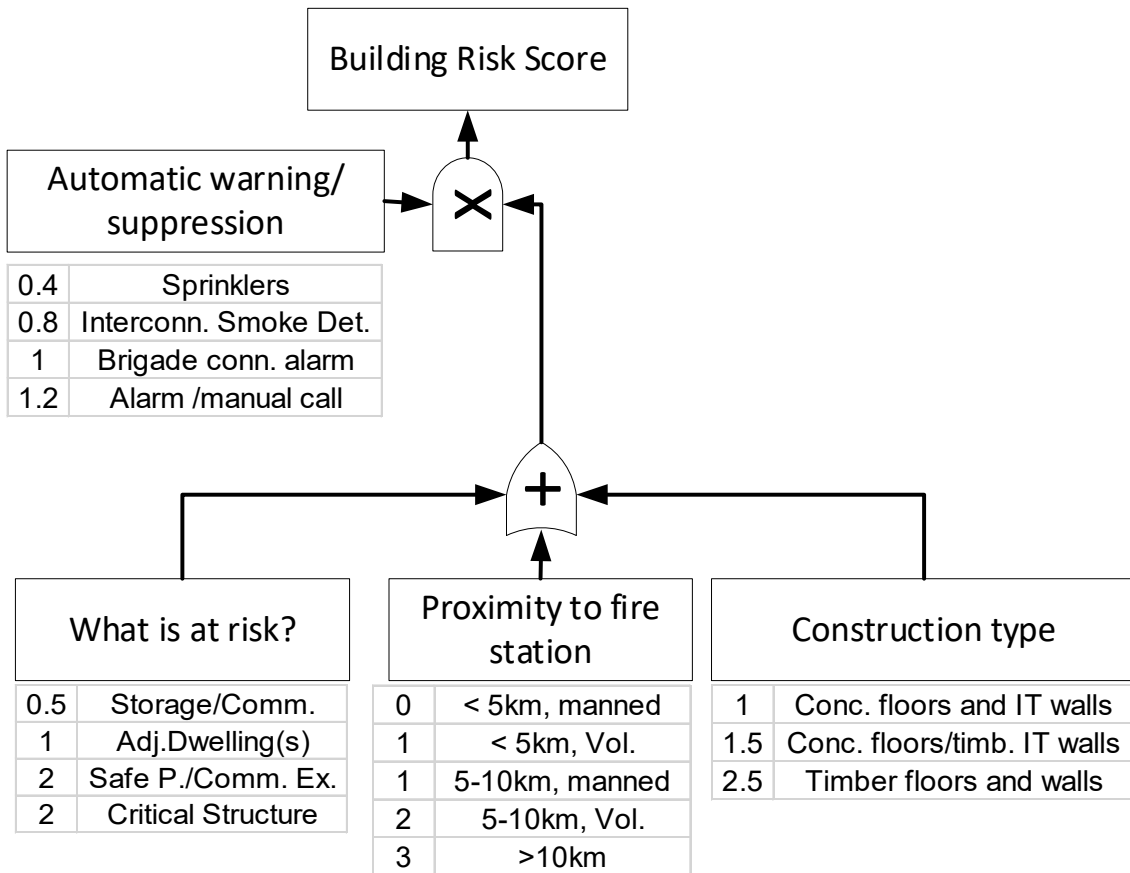 Building Risk Score
Automatic warning/
suppression
×
0.4 Sprinklers
0.8 Interconn. Smoke Det.
1 Brigade conn. alarm
1.2 Alarm /manual call
+
What is at risk?
0.5 Storage/Comm.
1 Adj.Dwelling(s)
2 Safe P./Comm. Ex.
2 Critical Structure
Proximity to fire
station
0 < 5km, manned
1 < 5km, Vol.
1 5-10km, manned
2 5-10km, Vol.
3 >10km
Construction type
1 Conc. floors and IT walls
1.5 Conc. floors/timb. IT walls
2.5 Timber floors and walls